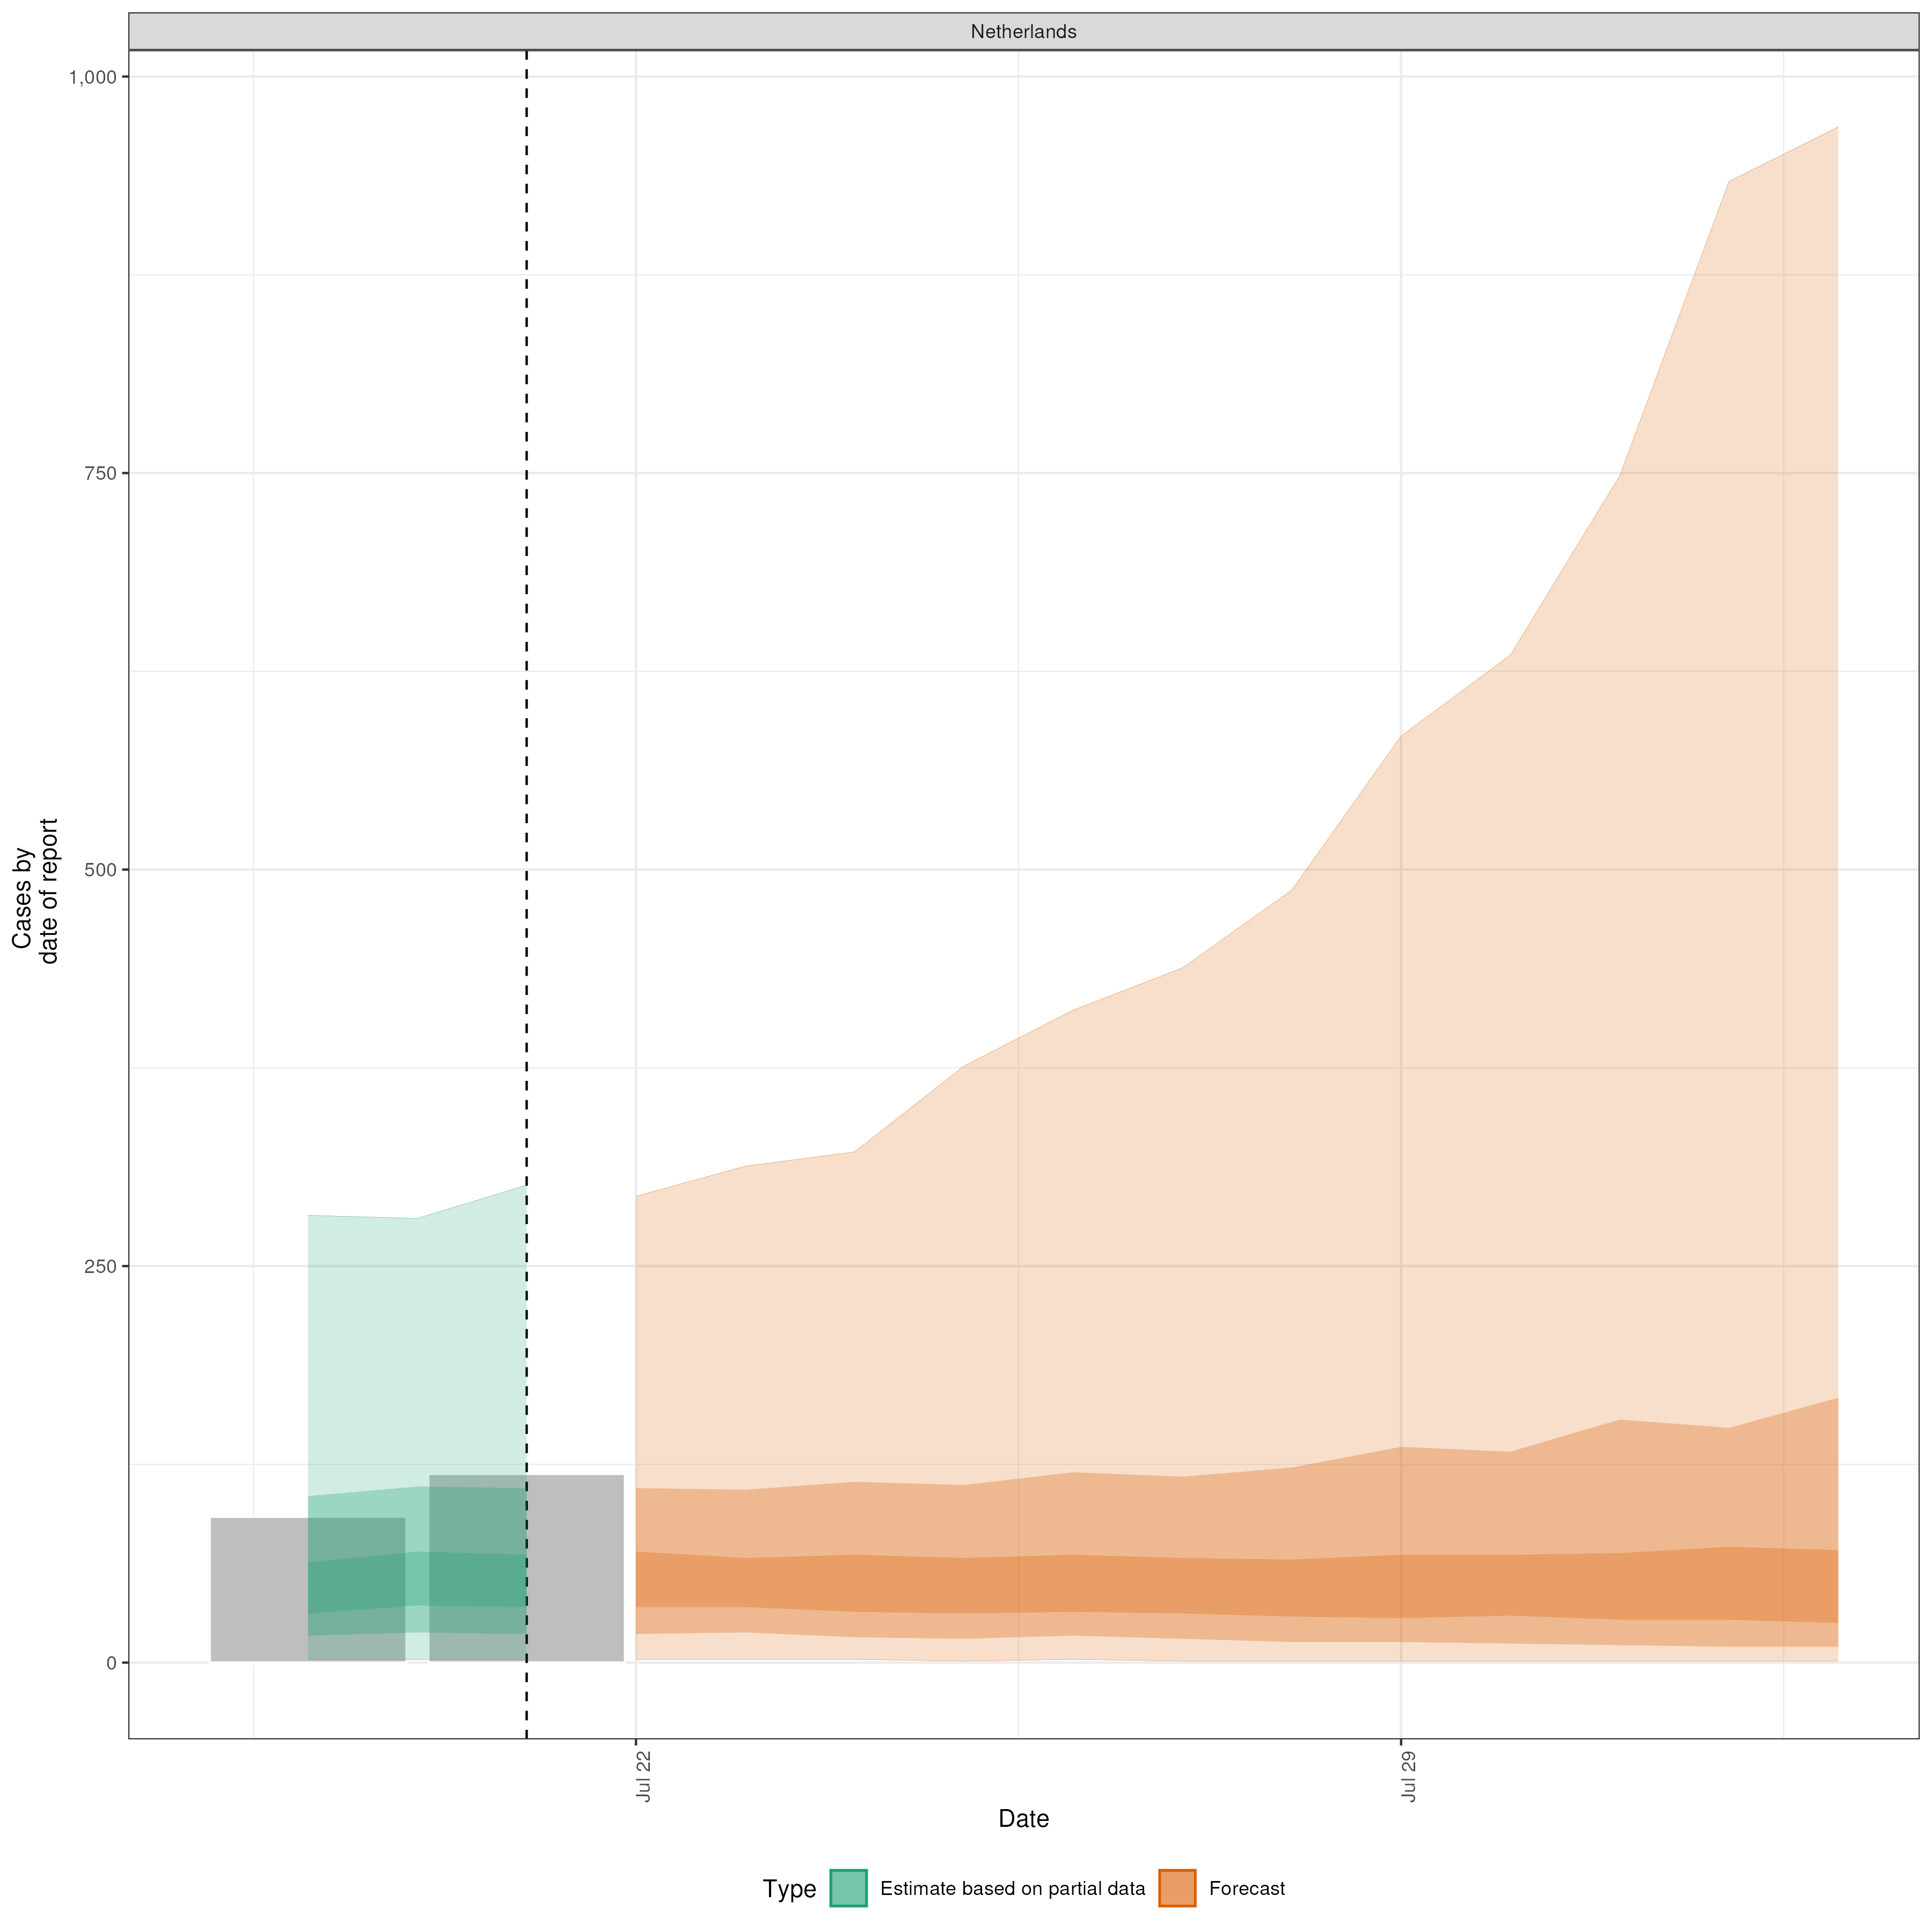 Netherlands
1,000
750
500
250
0
Cases by
date of report
Jul 22
Jul 29
Date
Type
Estimate based on partial data
Forecast